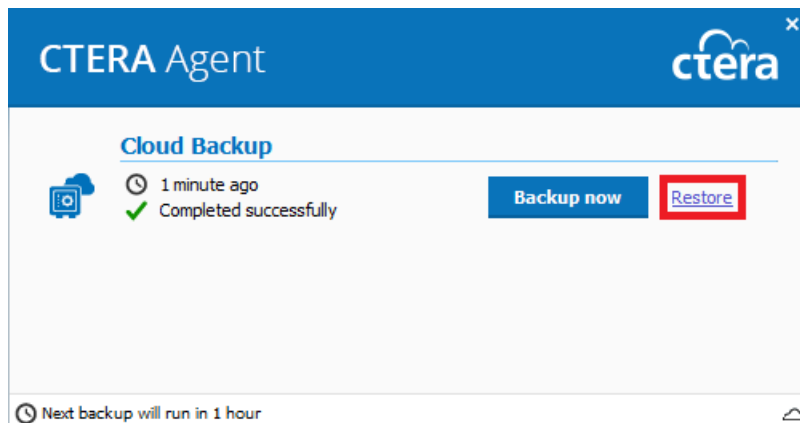 CTERA Agent
ctera
Cloud Backup
1 minute ago
Completed successfully
Backup now
Restore
Next backup will run in 1 hour